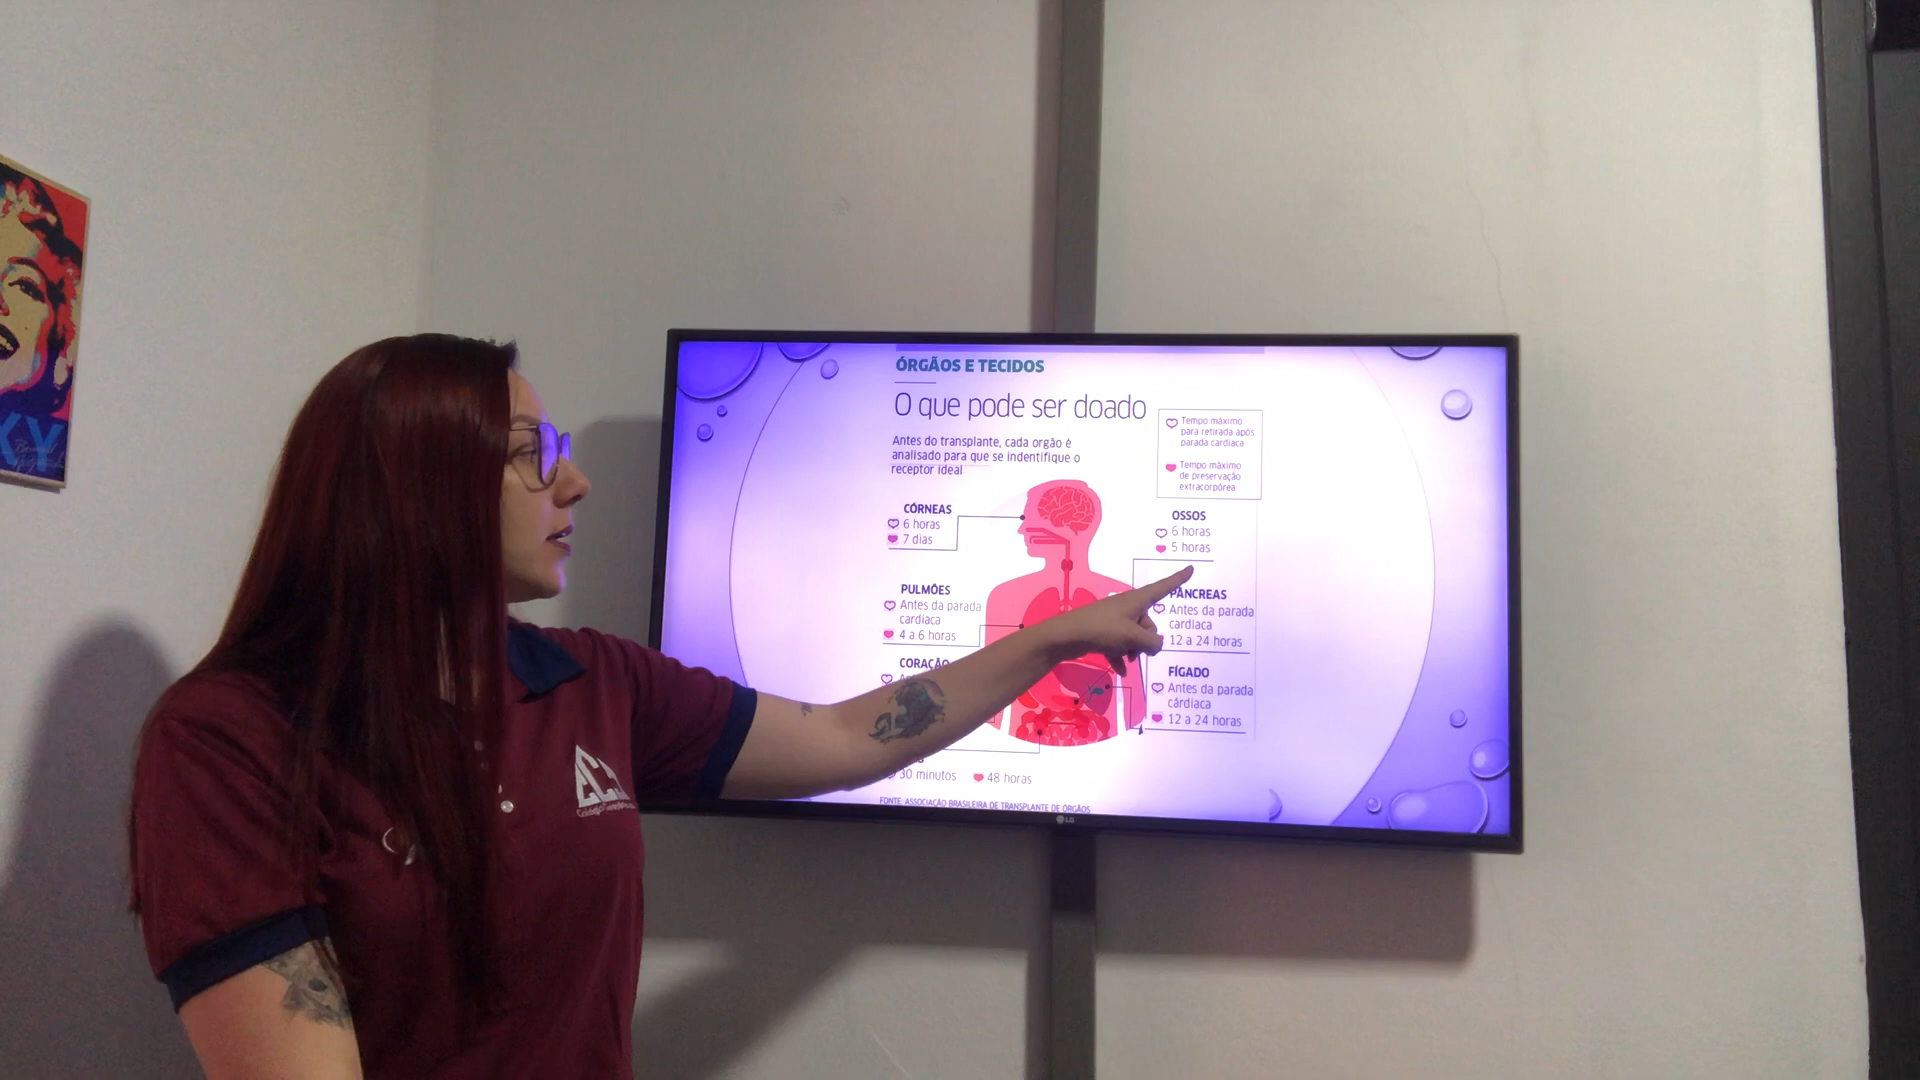 ÓRGÃOS E TECIDOS
O que pode ser doado
Antes do transplante, cada orgão é
analisado para que se indentifique o
receptor ideal
Tempo máximo
para retirada após
parada cardíaca
Tempo máximo
de preservação
extracorpórea
CÓRNEAS
6 horas
7 dias
PULMÕES
Antes da parada
cardíaca
4 a 6 horas
CORAÇÃO
OSSOS
6 horas
5 horas
PÂNCREAS
Antes da parada
cardíaca
12 a 24 horas
FÍGADO
Antes da parada
cárdiaca
12 a 24 horas
30 minutos 48 horas
FONTE: ASSOCIAÇÃO BRASILEIRA DE TRANSPLANTE DE ÓRGÃOS
LG